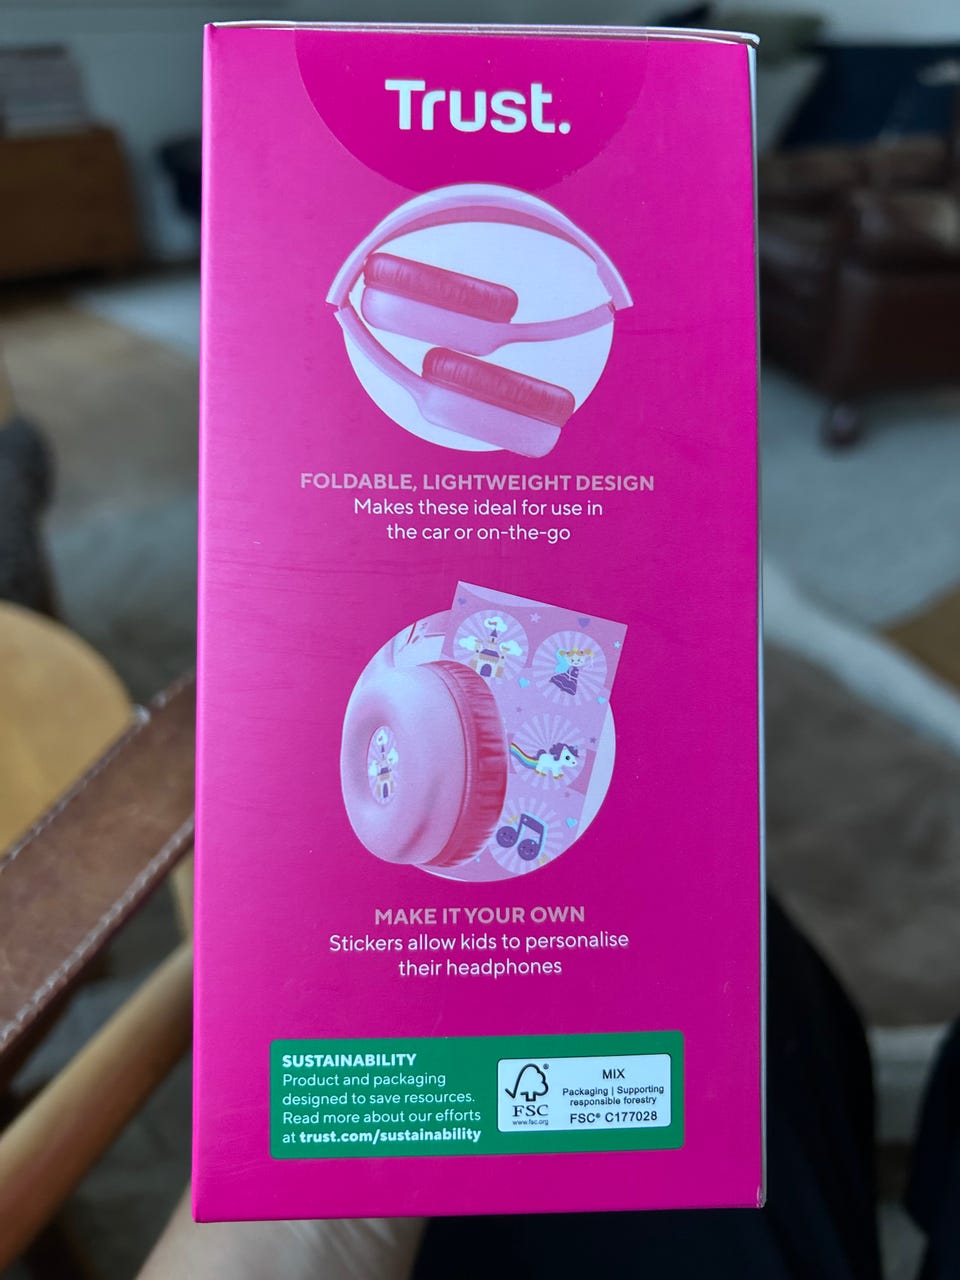 Trust.
FOLDABLE, LIGHTWEIGHT DESIGN
Makes these ideal for use in
the car or on-the-go
MAKE IT YOUR OWN
Stickers allow kids to personalise
their headphones
SUSTAINABILITY
Product and packaging
designed to save resources.
Read more about our efforts
at trust.com/sustainability
FSC
www.fsc.org
MIX
Packaging | Supporting
responsible forestry
FSC® C177028